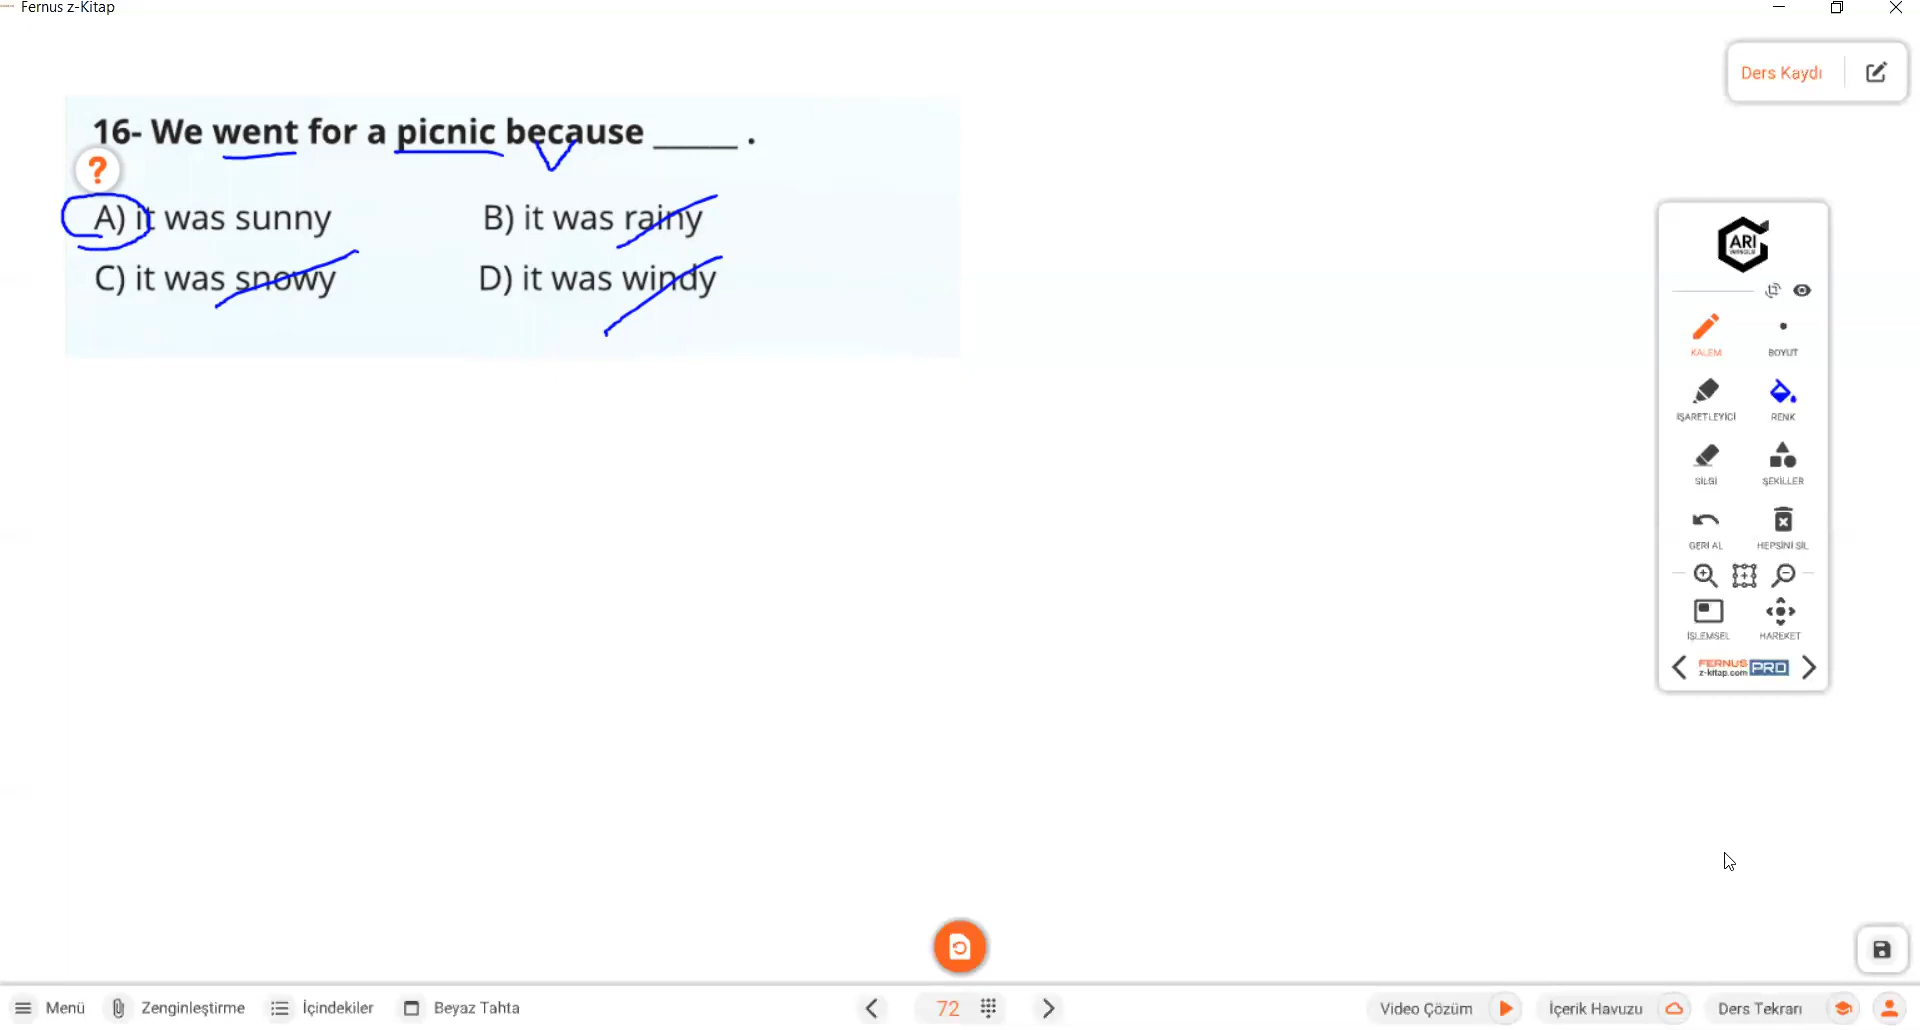 Fernus z-Kitap
Ders Kaydı
16- We went for a picnic because ______ .
?
A) it was sunny
B) it was rainy
C) it was snowy
D) it was windy
ARI
KALEM
BOYUT
İŞARETLEYİCİ
RENK
SİLGİ
ŞEKİLLER
GERİ AL
HEPSİNİ SİL
İŞLEMSEL
HAREKET
FERNUS
z-kitap.com PRO
Menü
Zenginleştirme
İçindekiler
Beyaz Tahta
72
Video Çözüm
İçerik Havuzu
Ders Tekrarı